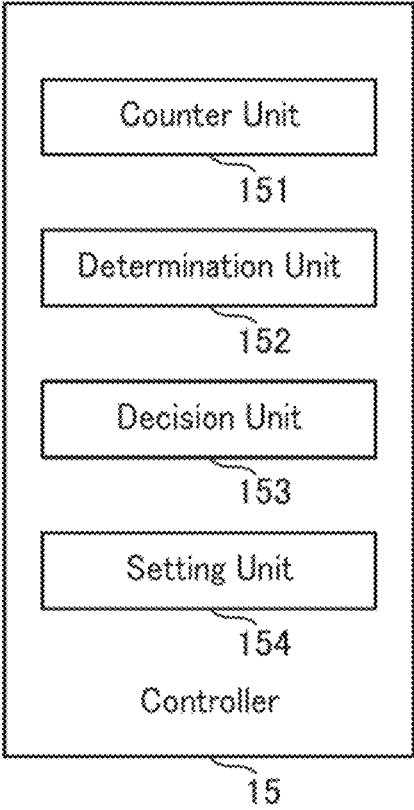 Counter Unit
151
Determination Unit
152
Decision Unit
153
Setting Unit
154
Controller
15